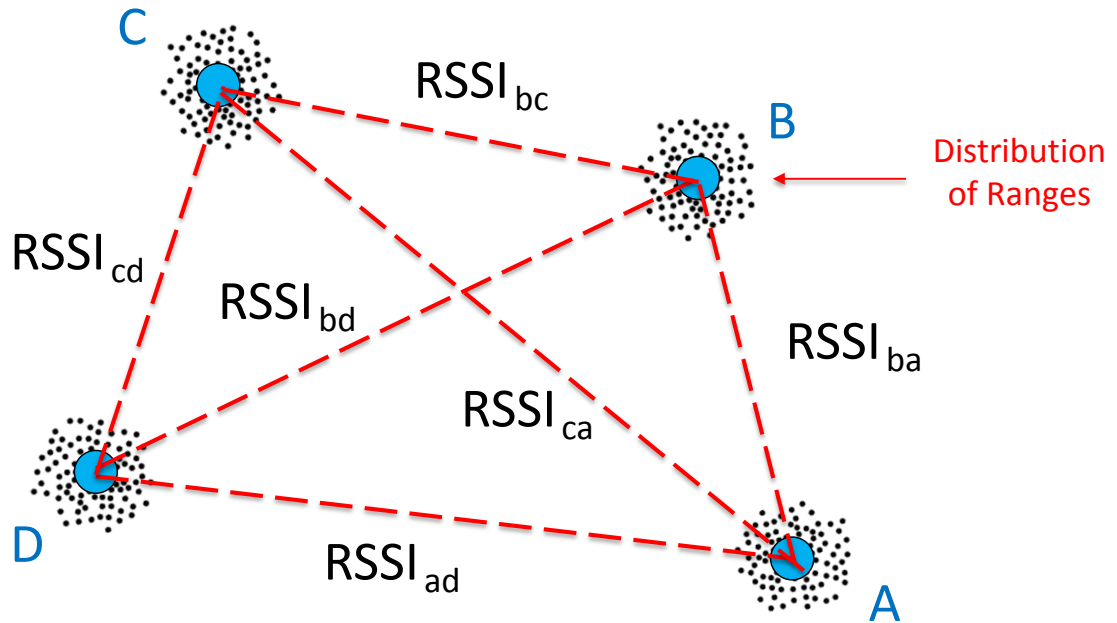 C
RSSI bc
B
Distribution
of Ranges
RSSI cd
RSSI bd
RSSI ba
RSSI ca
D
RSSI ad
A